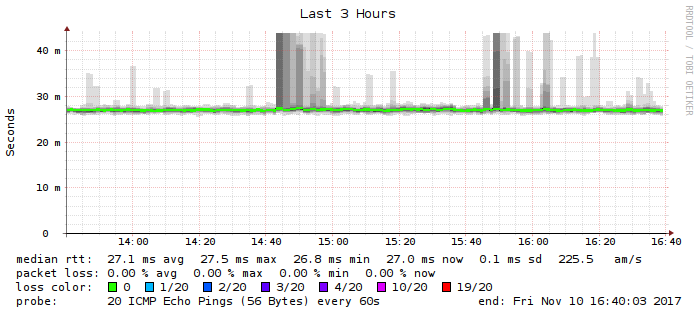 Last 3 Hours
RRDTOOL / TOBI OETIKER
Seconds
40 m
30 m
20 m
10 m
0
14:00 14:20 14:40 15:00 15:20 15:40 16:00 16:20 16:40
median rtt: 27.1 ms avg 27.5 ms max 26.8 ms min 27.0 ms now 0.1 ms sd 225.5 am/s
packet loss: 0.00 % avg 0.00 % max 0.00 % min 0.00 % now
loss color: 0 1/20 2/20 3/20 4/20 10/20 19/20
probe: 20 ICMP Echo Pings (56 Bytes) every 60s end: Fri Nov 10 16:40:03 2017